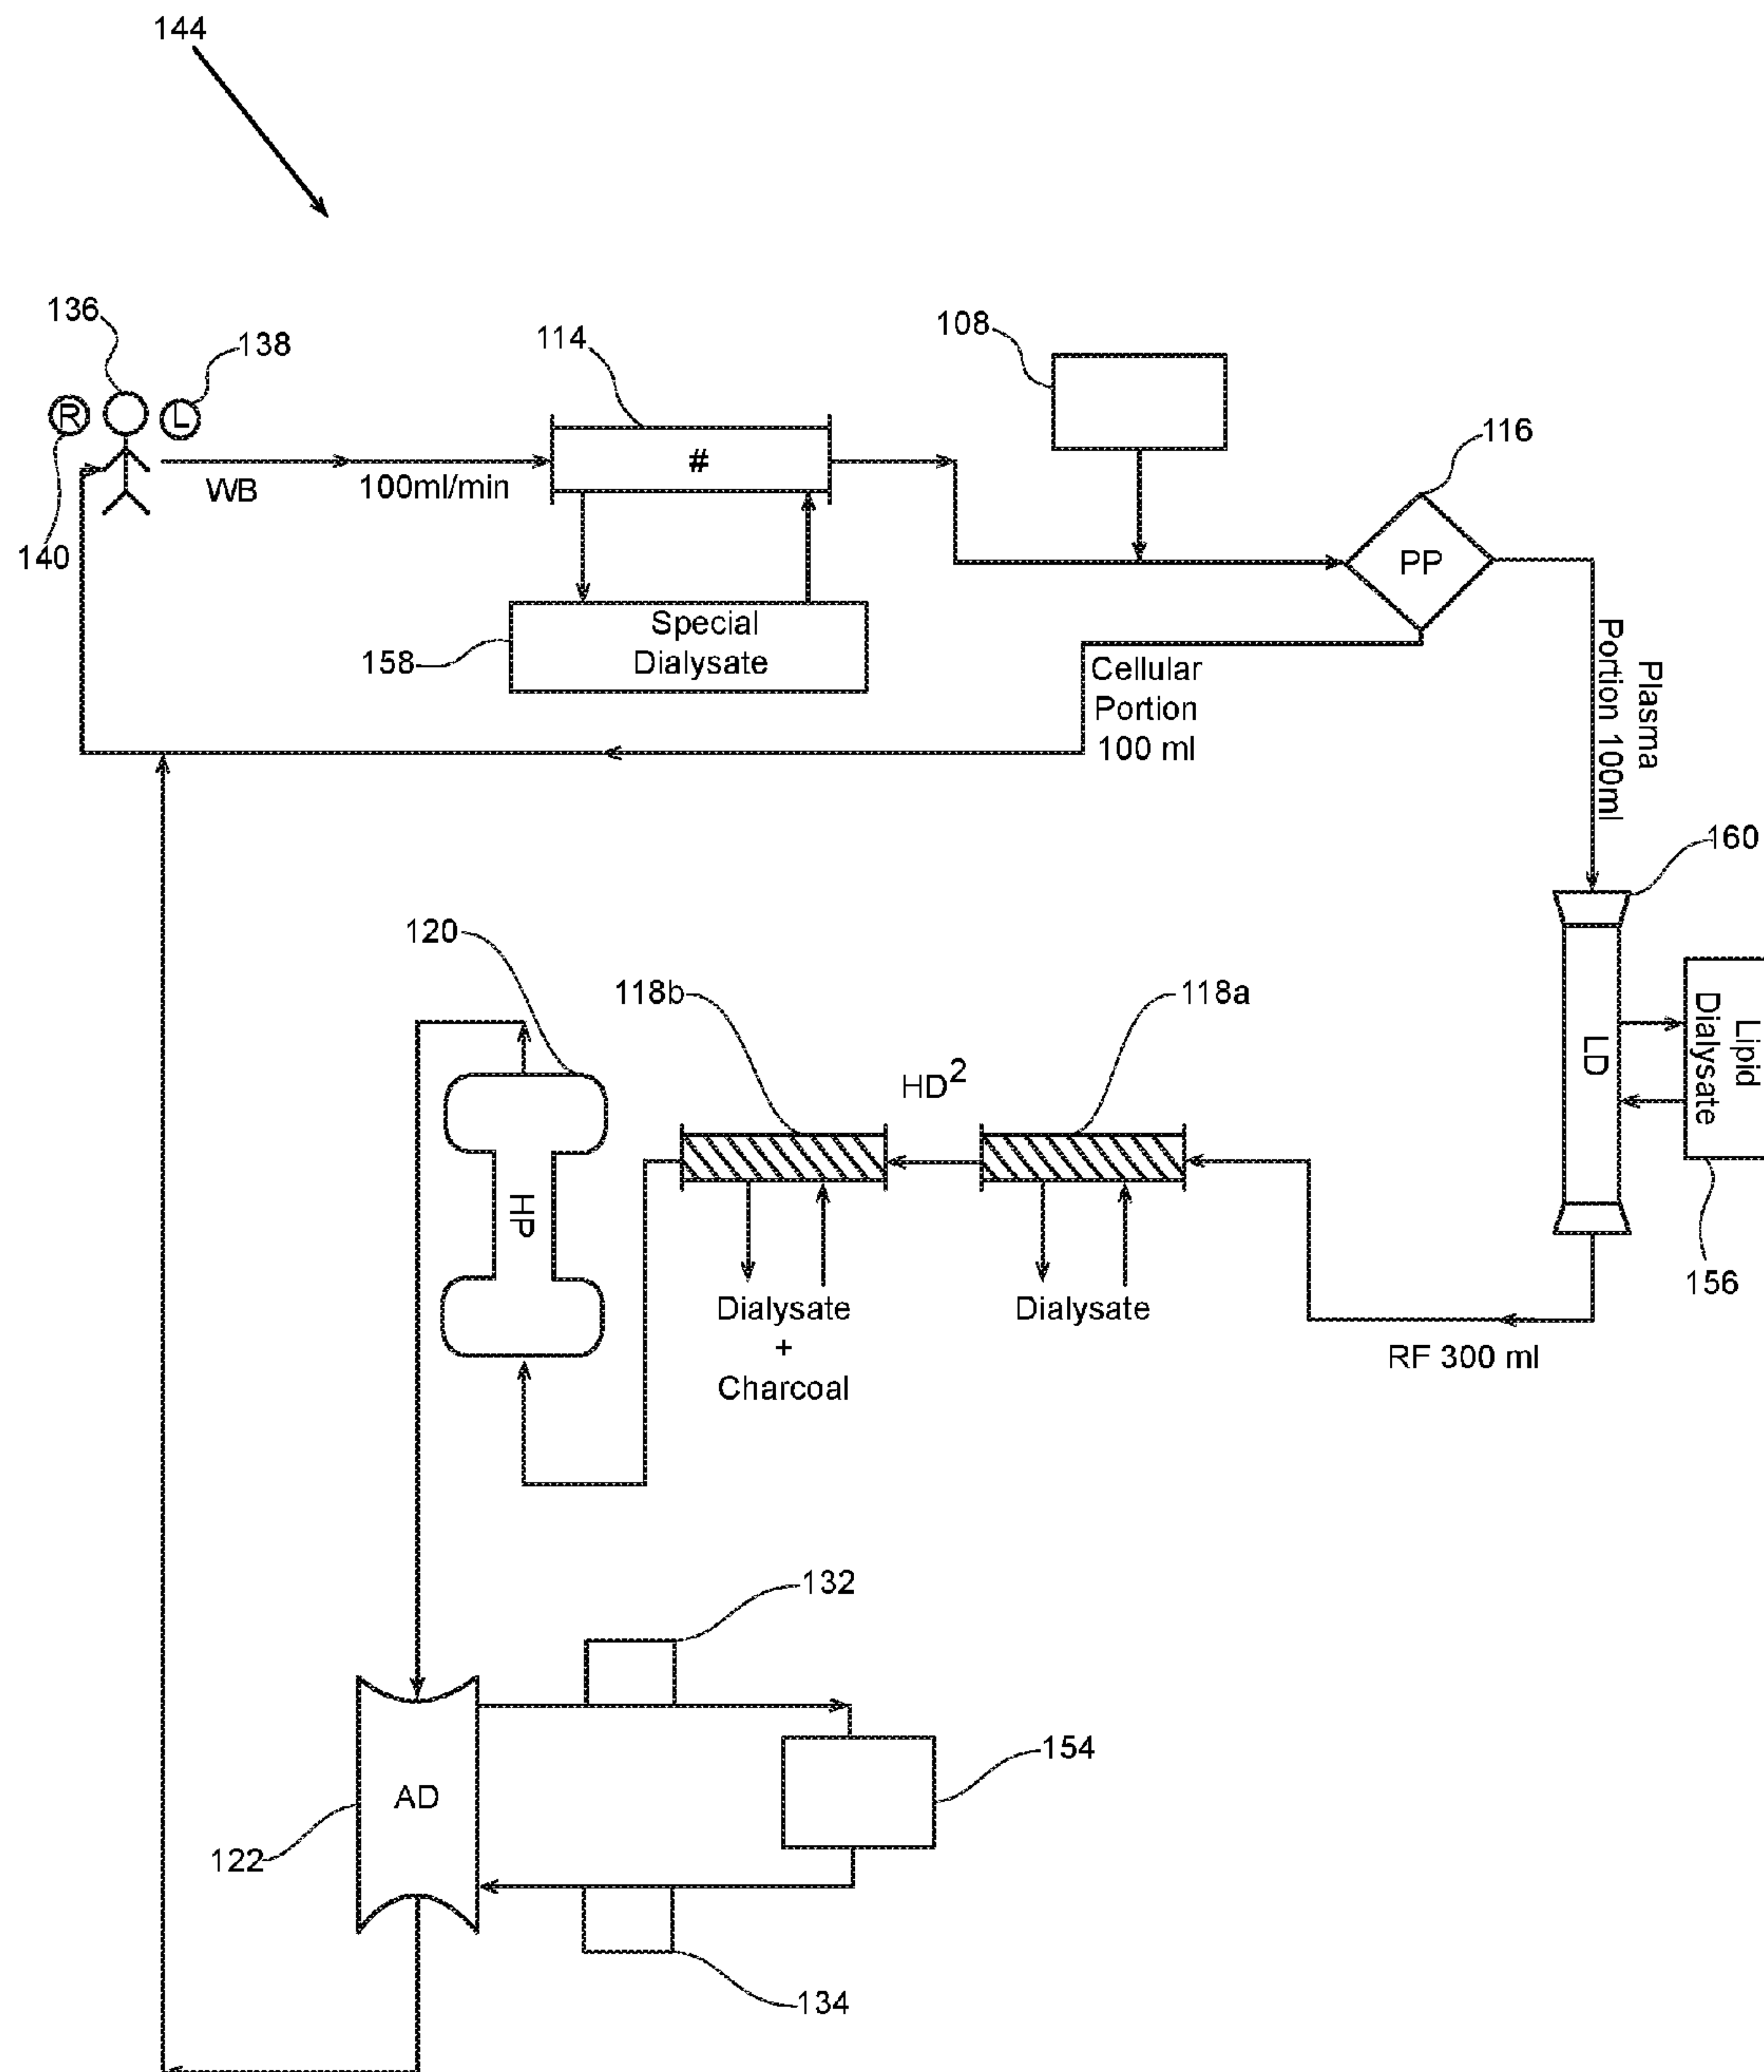 144
136
138
R
L
140
WB
100ml/min
114
#
Special
Dialysate
158
108
116
PP
Cellular
Portion
100 ml
Plasma
Portion 100ml
160
LD
Lipid
Dialysate
156
RF 300 ml
120
118b
118a
HD²
HP
Dialysate
+
Charcoal
Dialysate
132
154
AD
122
134